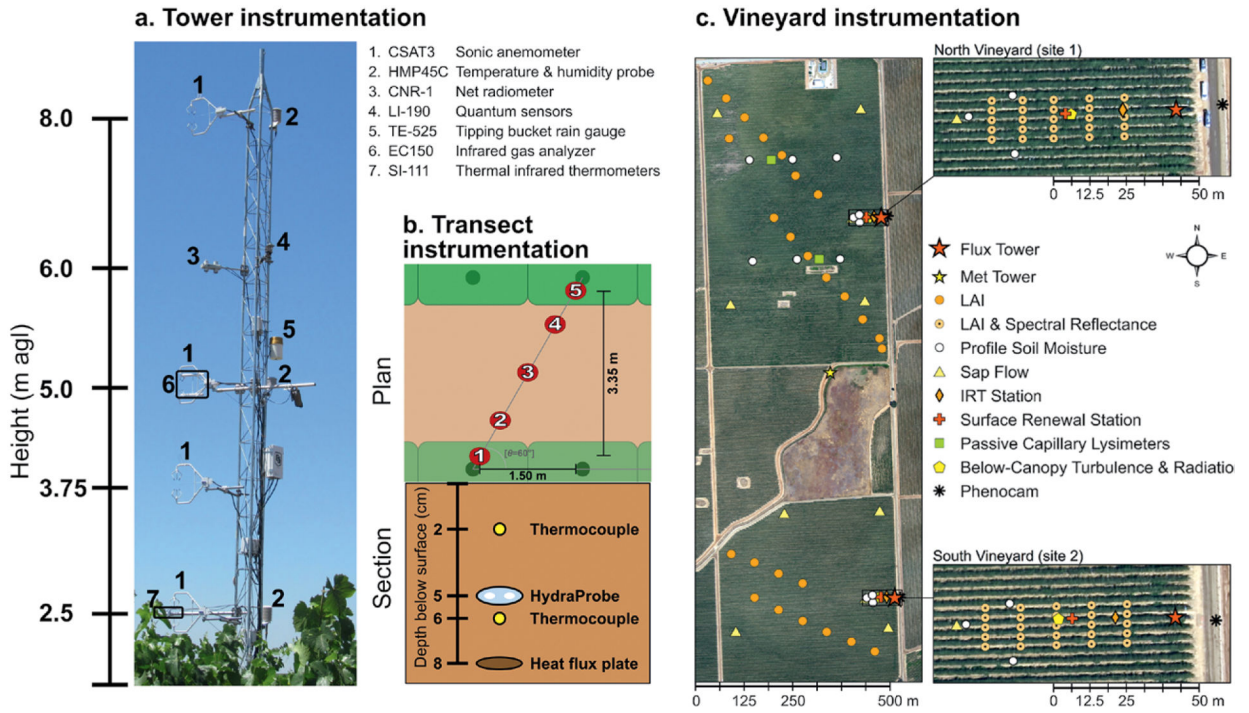 a. Tower instrumentation
1. CSAT3 Sonic anemometer
2. HMP45C Temperature & humidity probe
3. CNR-1 Net radiometer
4. LI-190 Quantum sensors
5. TE-525 Tipping bucket rain gauge
6. EC150 Infrared gas analyzer
7. SI-111 Thermal infrared thermometers
Height (m agl)
8.0
6.0
5.0
3.75
2.5
1
2
3
4
5
1
6
2
1
1
7
2
b. Transect
instrumentation
Plan
5
4
3
2
1
3.35 m
[θ=60°]
1.50 m
Section
Depth below surface (cm)
2
5
6
8
Thermocouple
HydraProbe
Thermocouple
Heat flux plate
c. Vineyard instrumentation
North Vineyard (site 1)
0 12.5 25 50 m
N
W E
S
Flux Tower
Met Tower
LAI
LAI & Spectral Reflectance
Profile Soil Moisture
Sap Flow
IRT Station
Surface Renewal Station
Passive Capillary Lysimeters
Below-Canopy Turbulence & Radiation
Phenocam
South Vineyard (site 2)
0 12.5 25 50 m
0 125 250 500 m